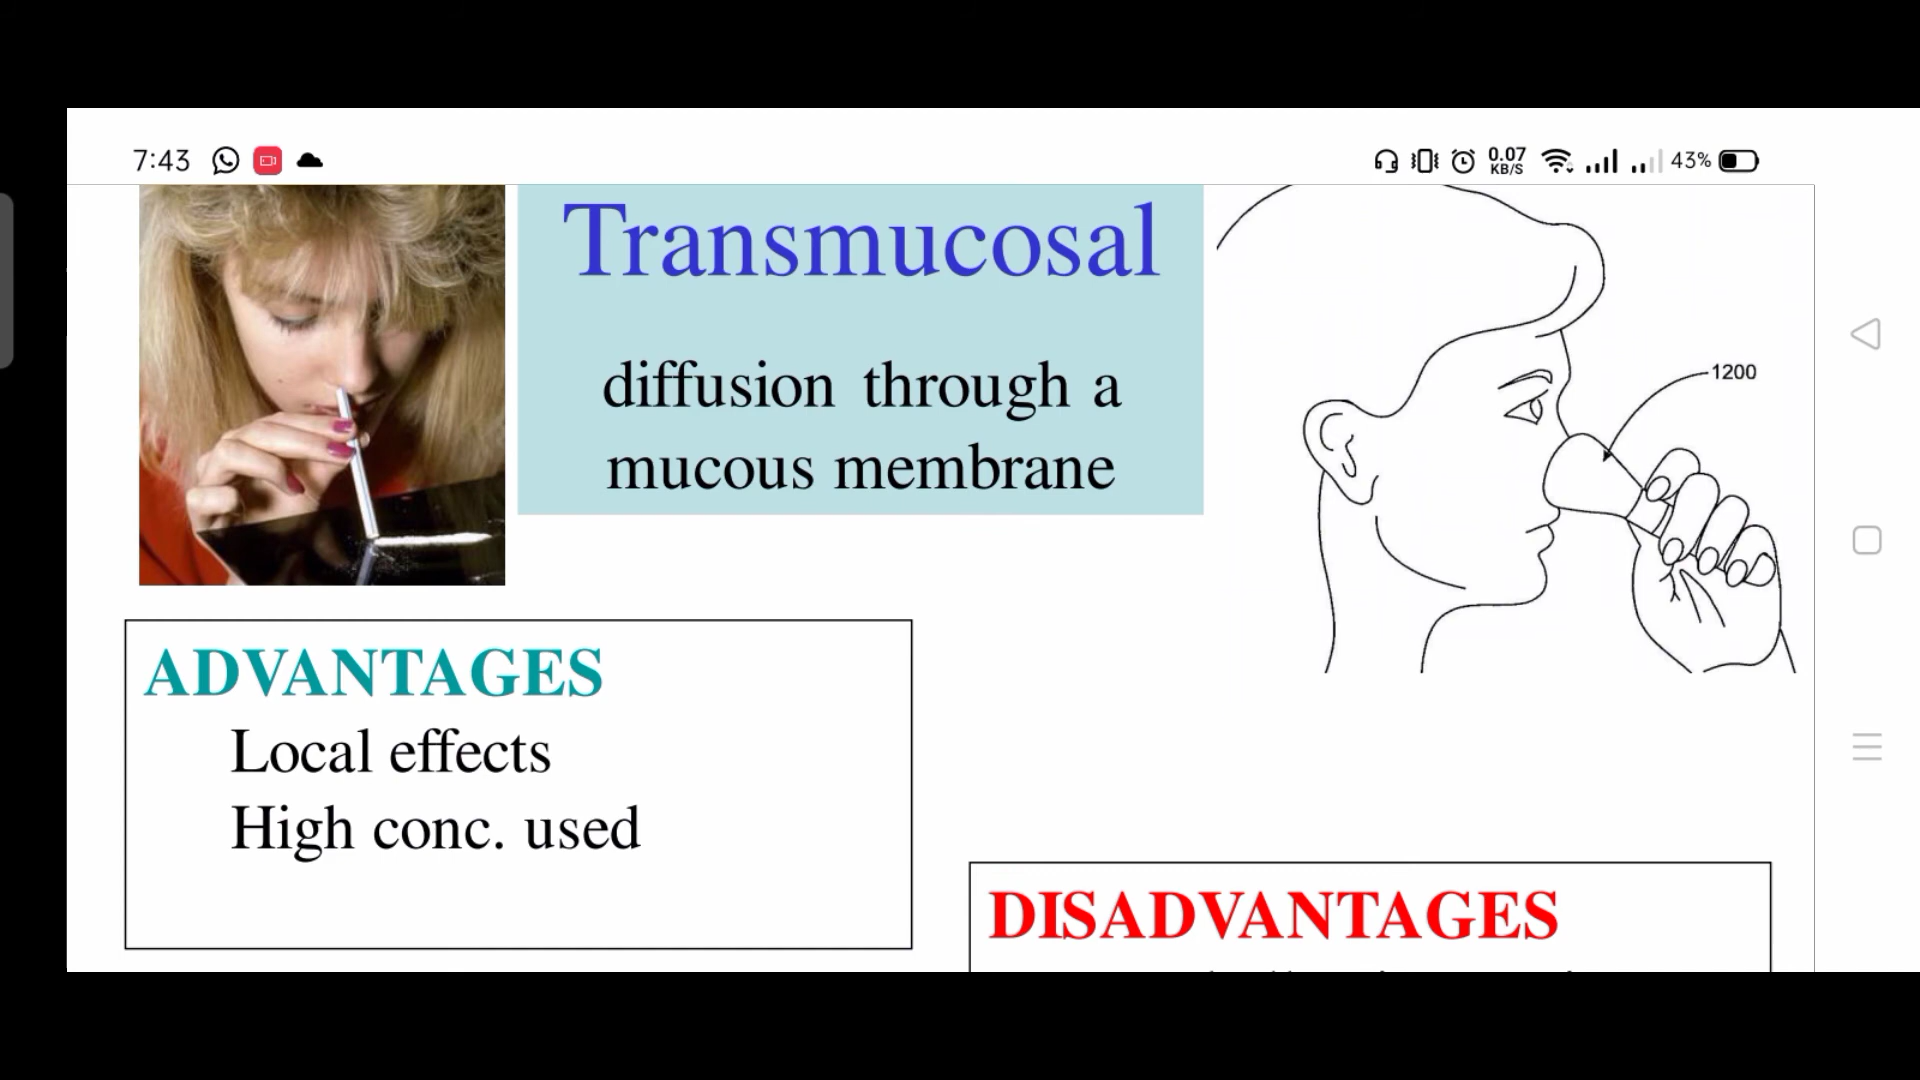 7:43
0.07
KB/S
43%
Transmucosal
diffusion through a
mucous membrane
1200
ADVANTAGES
Local effects
High conc. used
DISADVANTAGES